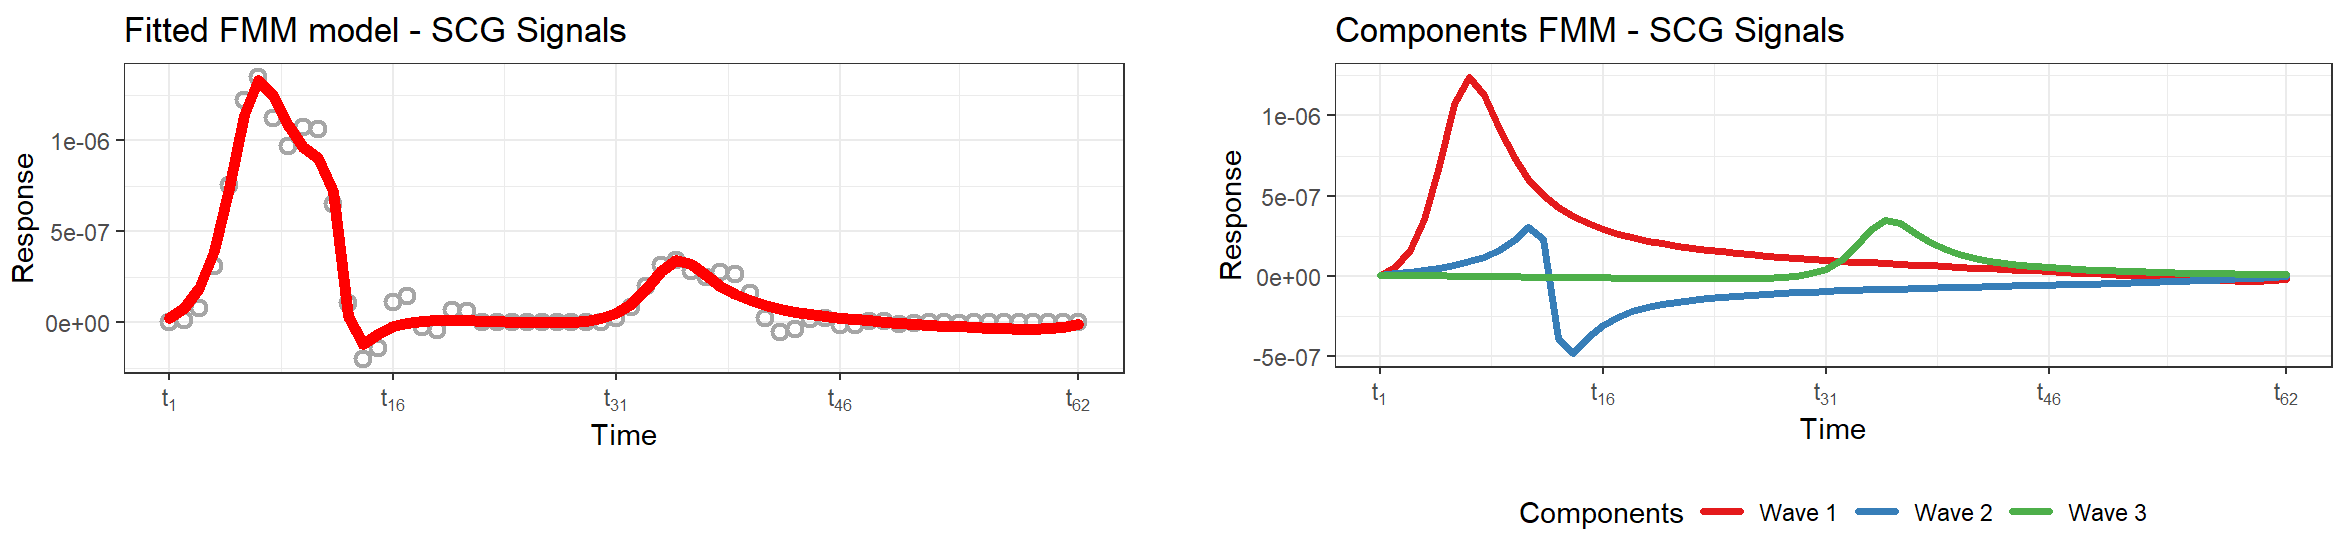 Fitted FMM model - SCG Signals
Response
1e-06
5e-07
0e+00
t1 t16 t31 t46 t62
Time
Components FMM - SCG Signals
Response
1e-06
5e-07
0e+00
-5e-07
t1 t16 t31 t46 t62
Time
Components Wave 1 Wave 2 Wave 3